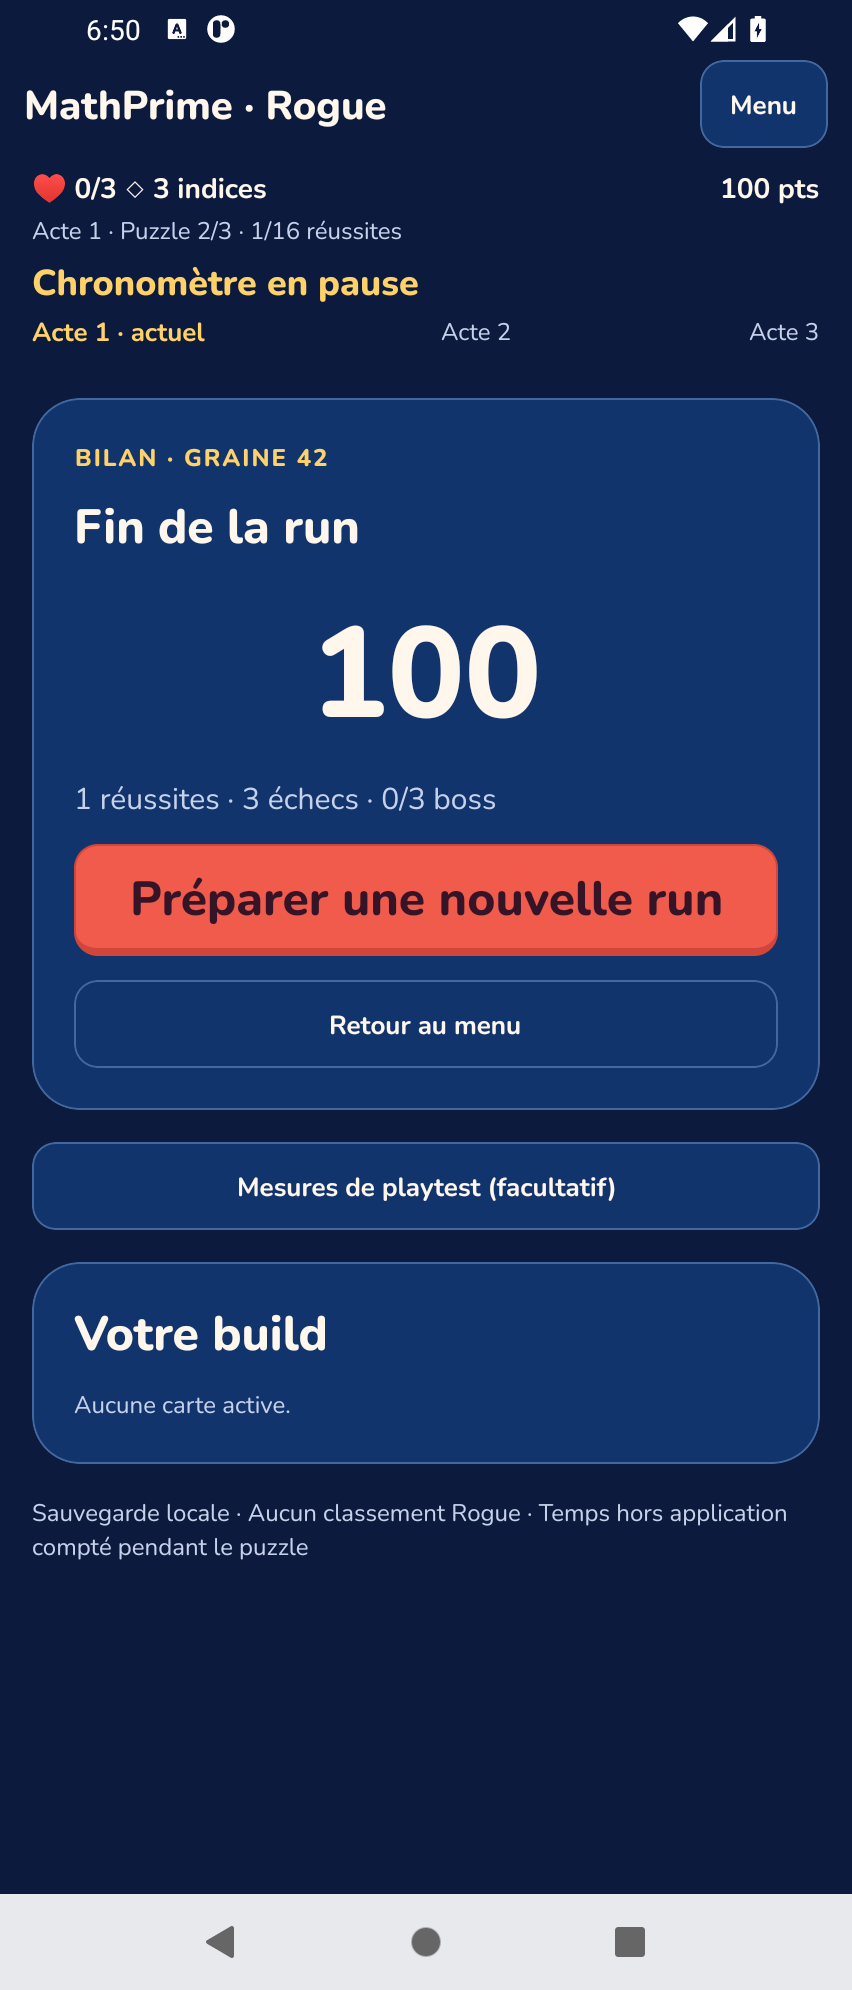 6:50
MathPrime · Rogue
Menu
❤️ 0/3 ◇ 3 indices
100 pts
Acte 1 · Puzzle 2/3 · 1/16 réussites
Chronomètre en pause
Acte 1 · actuel
Acte 2
Acte 3
BILAN · GRAINE 42
Fin de la run
100
1 réussites · 3 échecs · 0/3 boss
Préparer une nouvelle run
Retour au menu
Mesures de playtest (facultatif)
Votre build
Aucune carte active.
Sauvegarde locale · Aucun classement Rogue · Temps hors application
compté pendant le puzzle